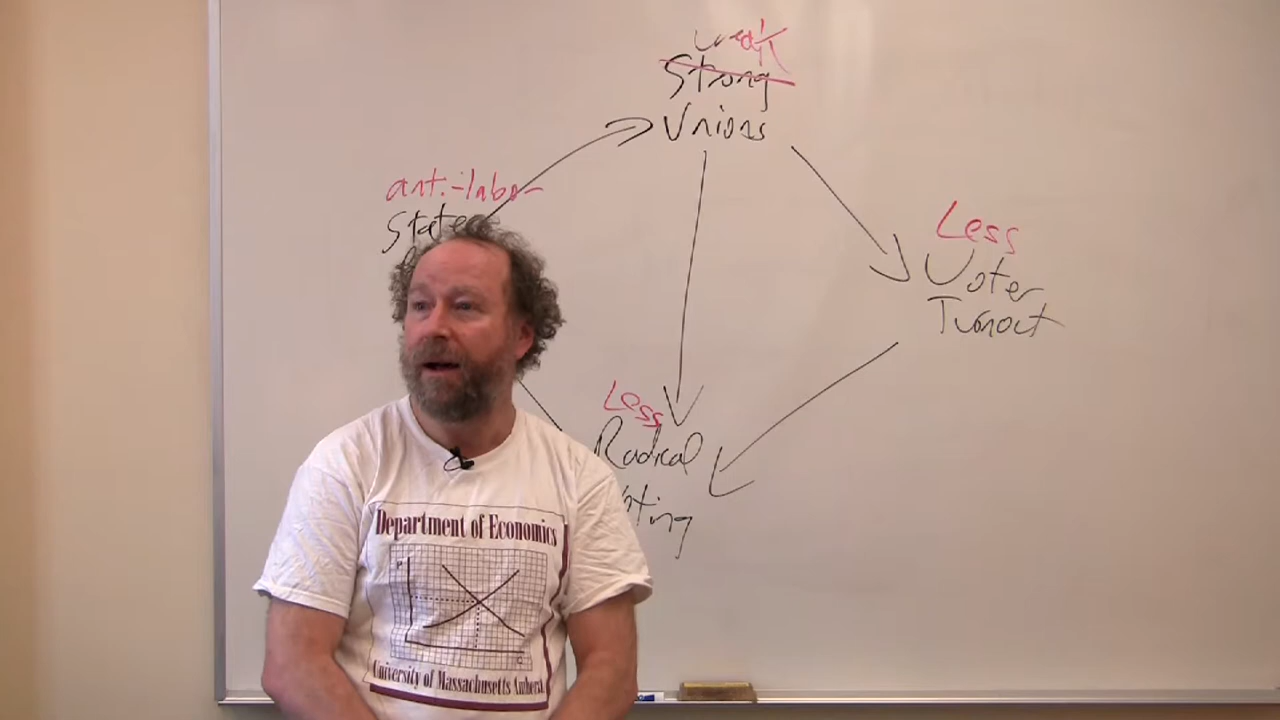 weak
Strong
Unions
anti-labor
State
Less
Voter
Turnout
Less
Radical
Department of Economics
P
Q
University of Massachusetts Amherst